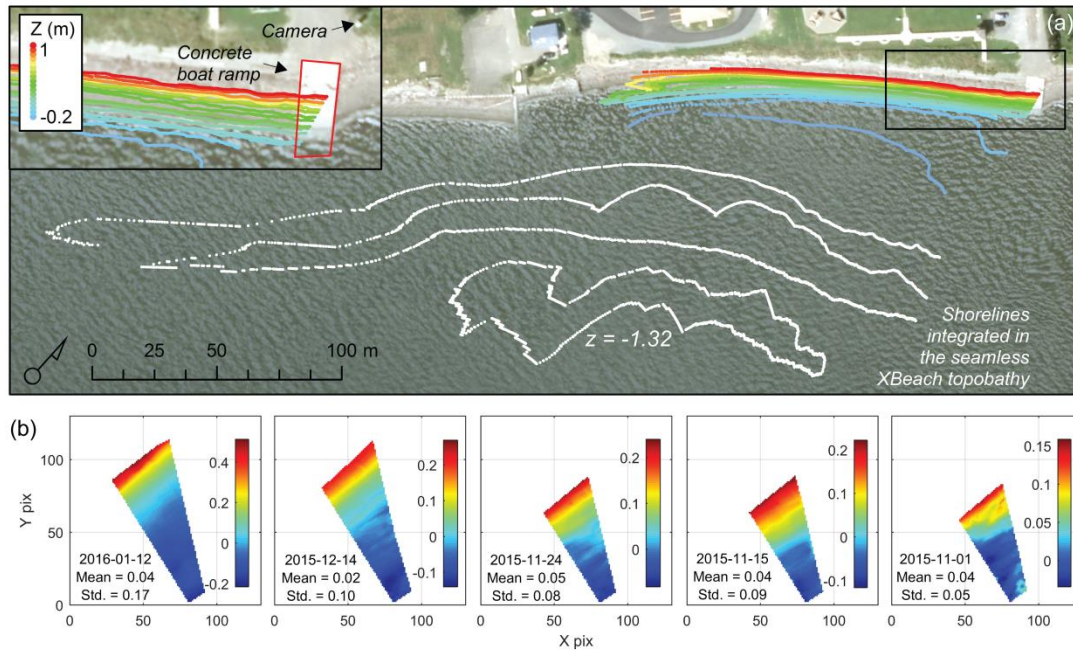 (a)
Z (m)
1
-0.2
Camera
Concrete
boat ramp
z = -1.32
Shorelines
integrated in
the seamless
XBeach topobathy
0 25 50 100 m
(b)
Y pix
100
50
0
0.4
0.2
0
-0.2
2016-01-12
Mean = 0.04
Std. = 0.17
0 50 100
0.2
0.1
0
-0.1
2015-12-14
Mean = 0.02
Std. = 0.10
0 50 100
0.2
0.1
0
2015-11-24
Mean = 0.05
Std. = 0.08
0 50 100
0.2
0.1
0
-0.1
2015-11-15
Mean = 0.04
Std. = 0.09
0 50 100
0.15
0.1
0.05
0
2015-11-01
Mean = 0.04
Std. = 0.05
0 50 100
X pix